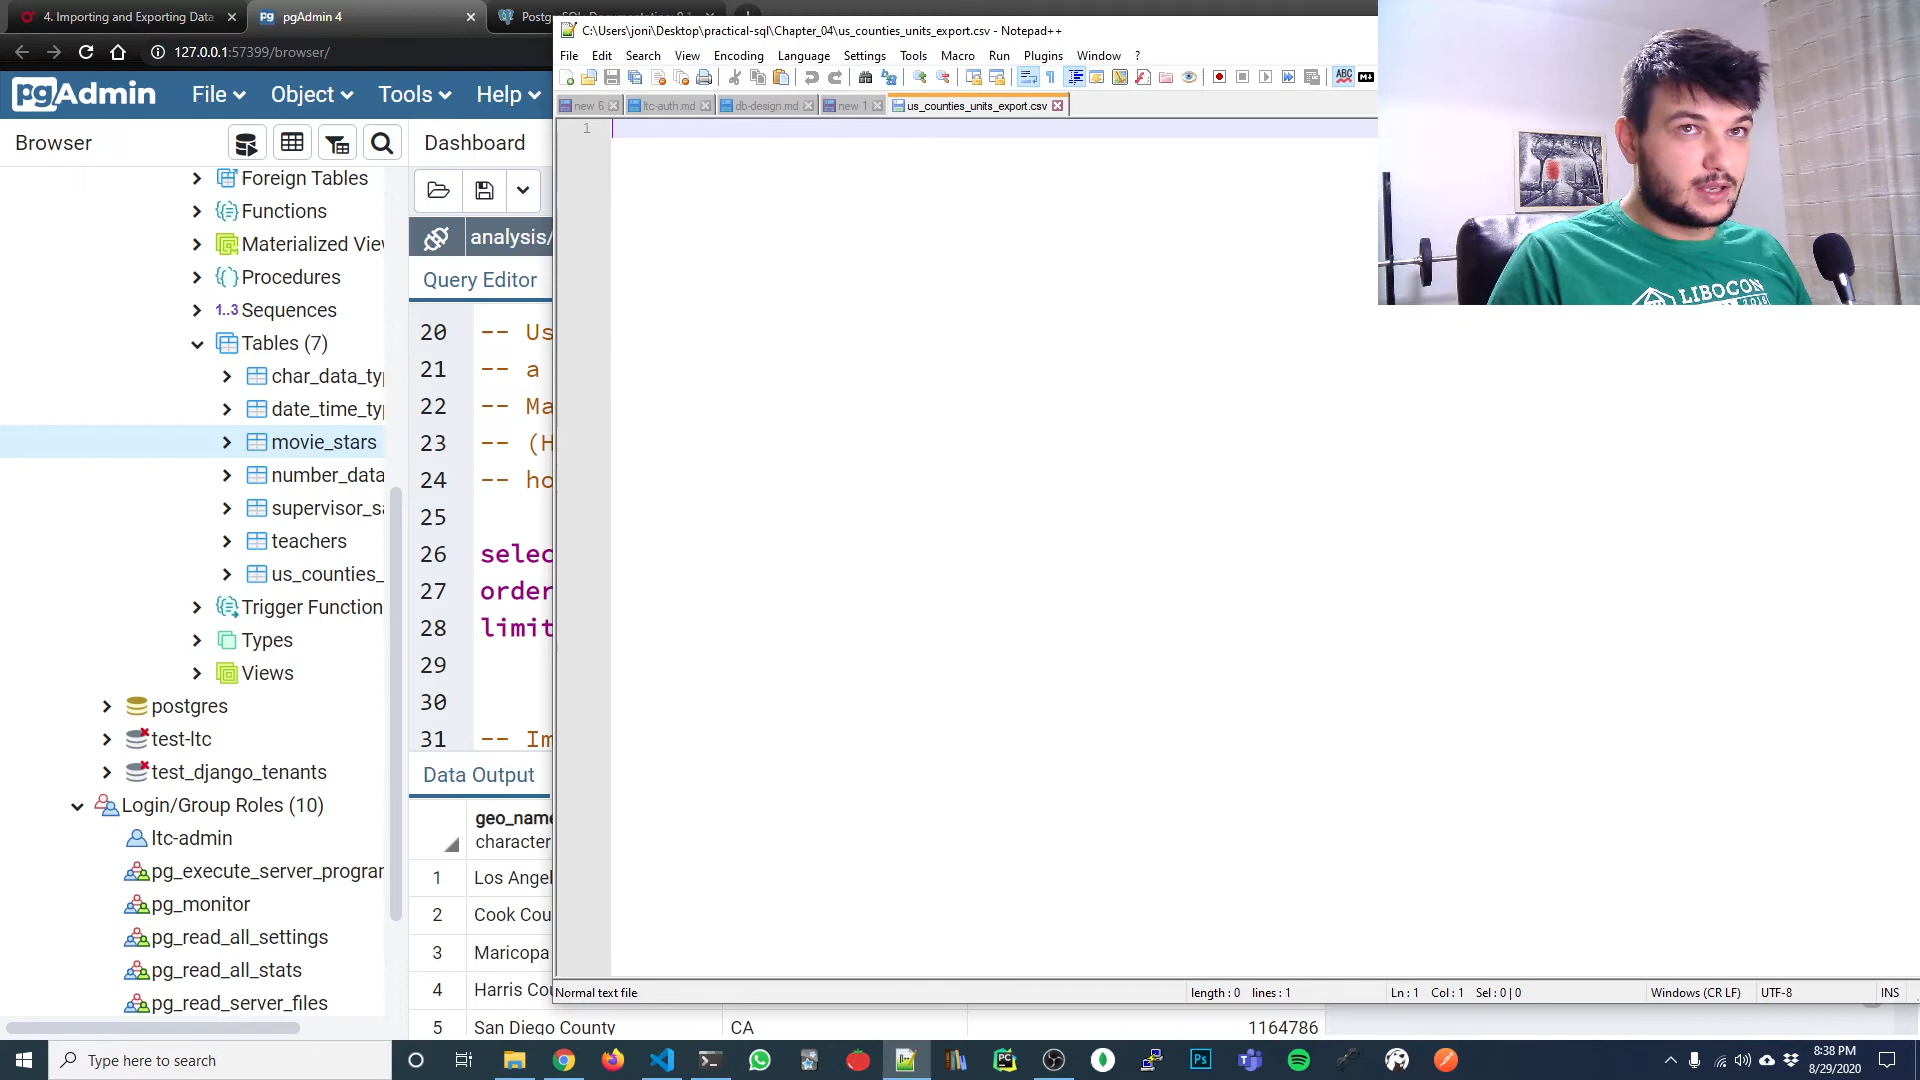 4. Importing and Exporting Data
pgAdmin 4
127.0.0.1:57399/browser/
pgAdmin
File
Object
Tools
Help
Browser
Dashboard
Foreign Tables
Functions
Materialized Vie
Procedures
1..3 Sequences
Tables (7)
char_data_ty
date_time_ty
movie_stars
number_data
supervisor_s
teachers
us_counties_
Trigger Function
Types
Views
postgres
test-ltc
test_django_tenants
Login/Group Roles (10)
ltc-admin
pg_execute_server_prograr
pg_monitor
pg_read_all_settings
pg_read_all_stats
pg_read_server_files
analysis/
Query Editor
20 -- Us
21 -- a
22 -- Ma
23 -- (H
24 -- ho
25
26 selec
27 order
28 limit
29
30
31 -- Im
Data Output
geo_name
character
1 Los Angel
2 Cook Cou
3 Maricopa
4 Harris Cou
5 San Diego County CA 1164786
C:\Users\joni\Desktop\practical-sql\Chapter_04\us_counties_units_export.csv - Notepad++
File Edit Search View Encoding Language Settings Tools Macro Run Plugins Window ?
new 6 ltc-auth.md db-design.md new 1 us_counties_units_export.csv
1
Normal text file length : 0 lines : 1 Ln : 1 Col : 1 Sel : 0 | 0 Windows (CR LF) UTF-8 INS
LIBOCON
Type here to search
8:38 PM
8/29/2020